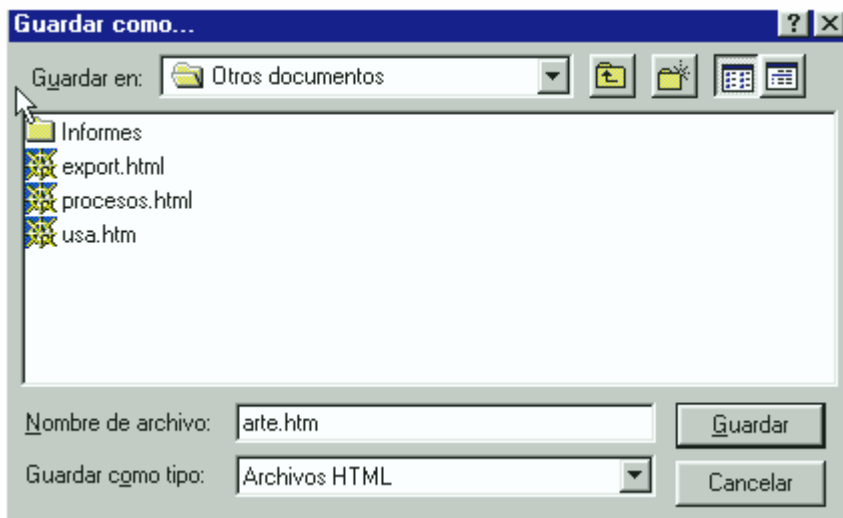 Guardar como...
Guardar en: Otros documentos
Informes
export.html
procesos.html
usa.htm
Nombre de archivo: arte.htm Guardar
Guardar como tipo: Archivos HTML Cancelar